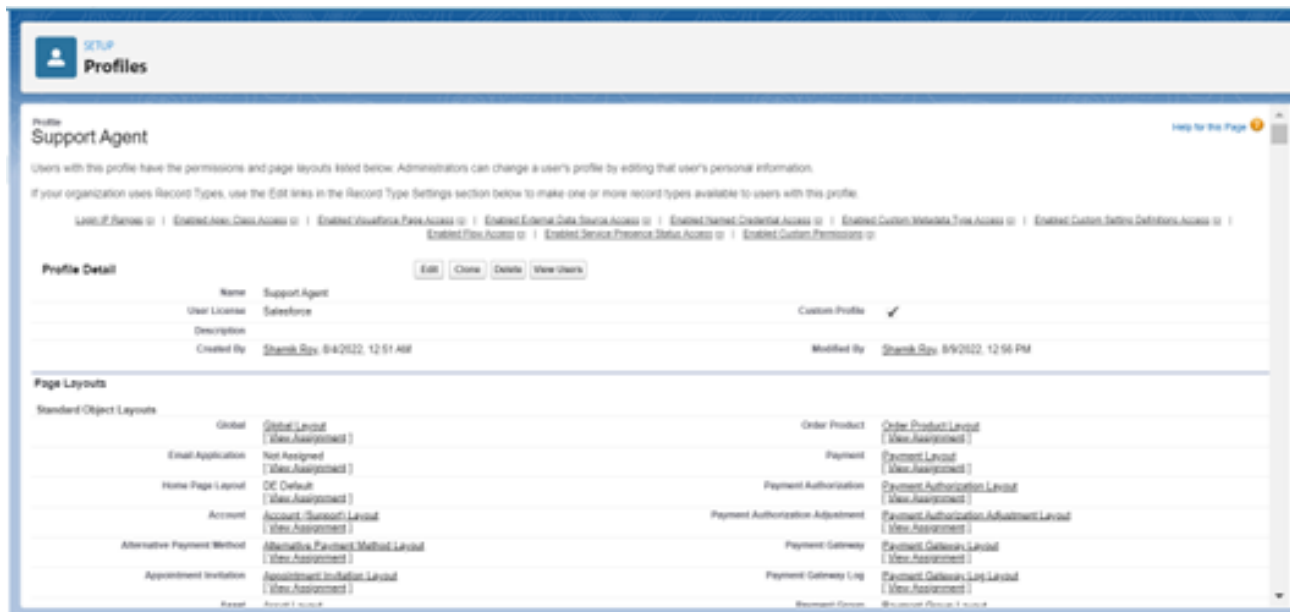 SETUP
Profiles
Profile
Support Agent
Help for this Page
Users with this profile have the permissions and page layouts listed below. Administrators can change a user's profile by editing that user's personal information.
If your organization uses Record Types, use the Edit links in the Record Type Settings section below to make one or more record types available to users with this profile.
Login IP Ranges | Enabled Apex Class Access | Enabled Visualforce Page Access | Enabled External Data Source Access | Enabled Named Credential Access | Enabled Custom Metadata Type Access | Enabled Custom Setting Definitions Access |
Enabled Flow Access | Enabled Service Presence Status Access | Enabled Custom Permissions
Profile Detail Edit Clone Delete View Users
Name Support Agent
User License Salesforce Custom Profile ✓
Description
Created By Shamik Roy, 8/4/2022, 12:51 AM Modified By Shamik Roy, 8/9/2022, 12:56 PM
Page Layouts
Standard Object Layouts
Global Global Layout Order Product Order Product Layout
[ View Assignment ] [ View Assignment ]
Email Application Not Assigned Payment Payment Layout
[ View Assignment ] [ View Assignment ]
Home Page Layout DE Default Payment Authorization Payment Authorization Layout
[ View Assignment ] [ View Assignment ]
Account Account (Support) Layout Payment Authorization Adjustment Payment Authorization Adjustment Layout
[ View Assignment ] [ View Assignment ]
Alternative Payment Method Alternative Payment Method Layout Payment Gateway Payment Gateway Layout
[ View Assignment ] [ View Assignment ]
Appointment Invitation Appointment Invitation Layout Payment Gateway Log Payment Gateway Log Layout
[ View Assignment ] [ View Assignment ]
Asset Asset Layout Payment Group Payment Group Layout